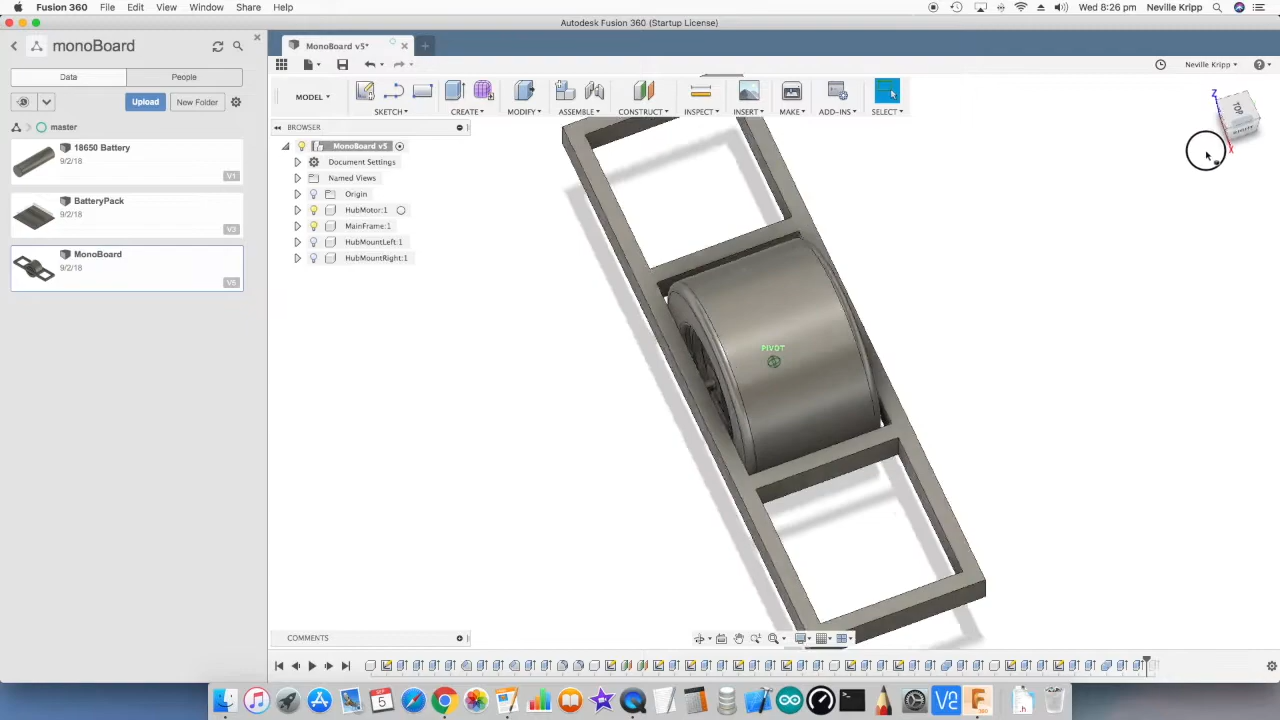 Fusion 360 File Edit View Window Share Help Wed 8:26 pm Neville Kripp
Autodesk Fusion 360 (Startup License)
monoBoard
MonoBoard v5*
Data People
Neville Kripp
Upload New Folder
MODEL
SKETCH CREATE MODIFY ASSEMBLE CONSTRUCT INSPECT INSERT MAKE ADD-INS SELECT
master
BROWSER
18650 Battery
9/2/18
V1
BatteryPack
9/2/18
V3
MonoBoard
9/2/18
V5
MonoBoard v5
Document Settings
Named Views
Origin
HubMotor:1
MainFrame:1
HubMountLeft:1
HubMountRight:1
Z
TOP
X
PIVOT
COMMENTS
SEP
5
360
.h